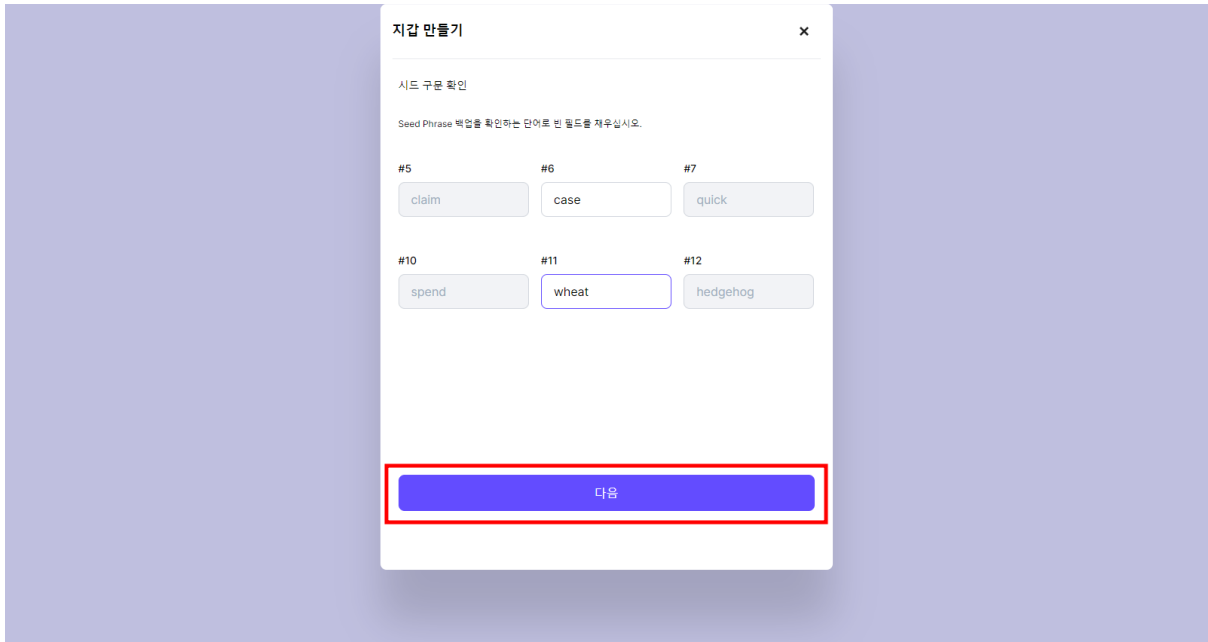 지갑 만들기 ×
시드 구문 확인
Seed Phrase 백업을 확인하는 단어로 빈 필드를 채우십시오.
#5 #6 #7
claim case quick
#10 #11 #12
spend wheat hedgehog
다음